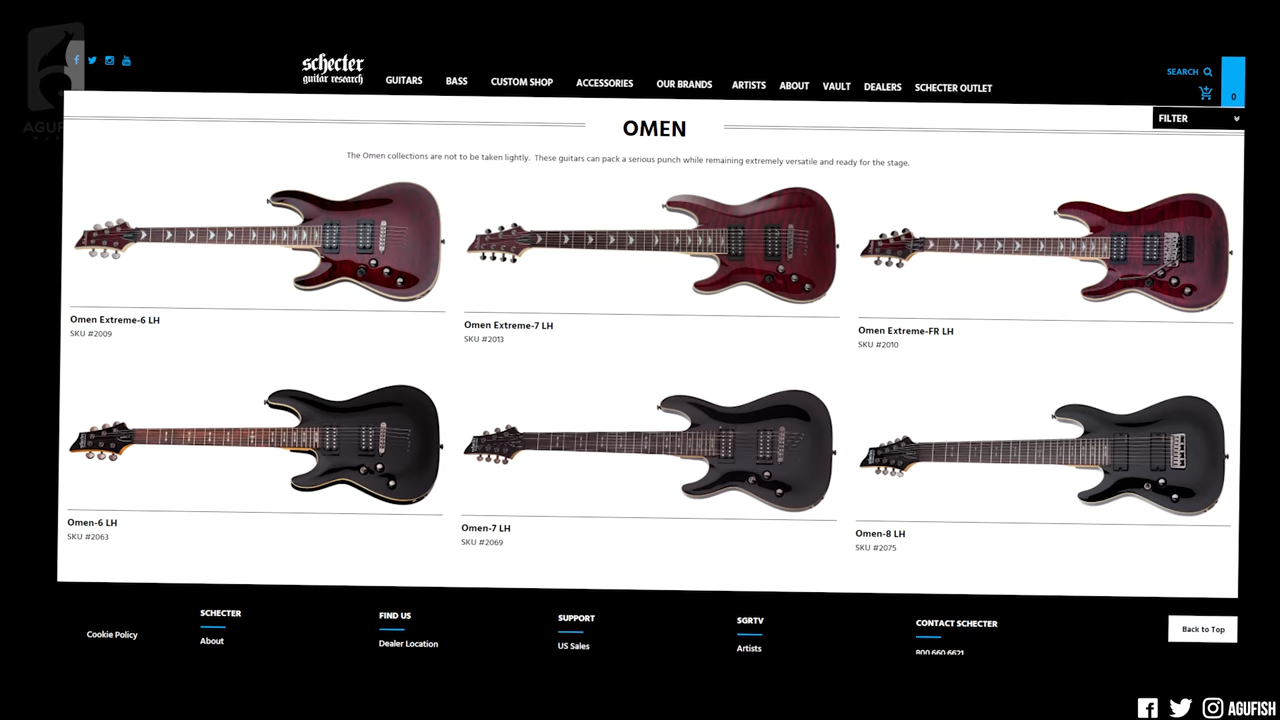 schecter
guitar research
GUITARS
BASS
CUSTOM SHOP
ACCESSORIES
OUR BRANDS
ARTISTS
ABOUT
VAULT
DEALERS
SCHECTER OUTLET
SEARCH
0
FILTER
OMEN
The Omen collections are not to be taken lightly. These guitars can pack a serious punch while remaining extremely versatile and ready for the stage.
Omen Extreme-6 LH
SKU #2009
Omen Extreme-7 LH
SKU #2013
Omen Extreme-FR LH
SKU #2010
Omen-6 LH
SKU #2063
Omen-7 LH
SKU #2069
Omen-8 LH
SKU #2075
Cookie Policy
SCHECTER
About
FIND US
Dealer Location
SUPPORT
US Sales
SGRTV
Artists
CONTACT SCHECTER
800.660.6621
Back to Top
AGUFISH